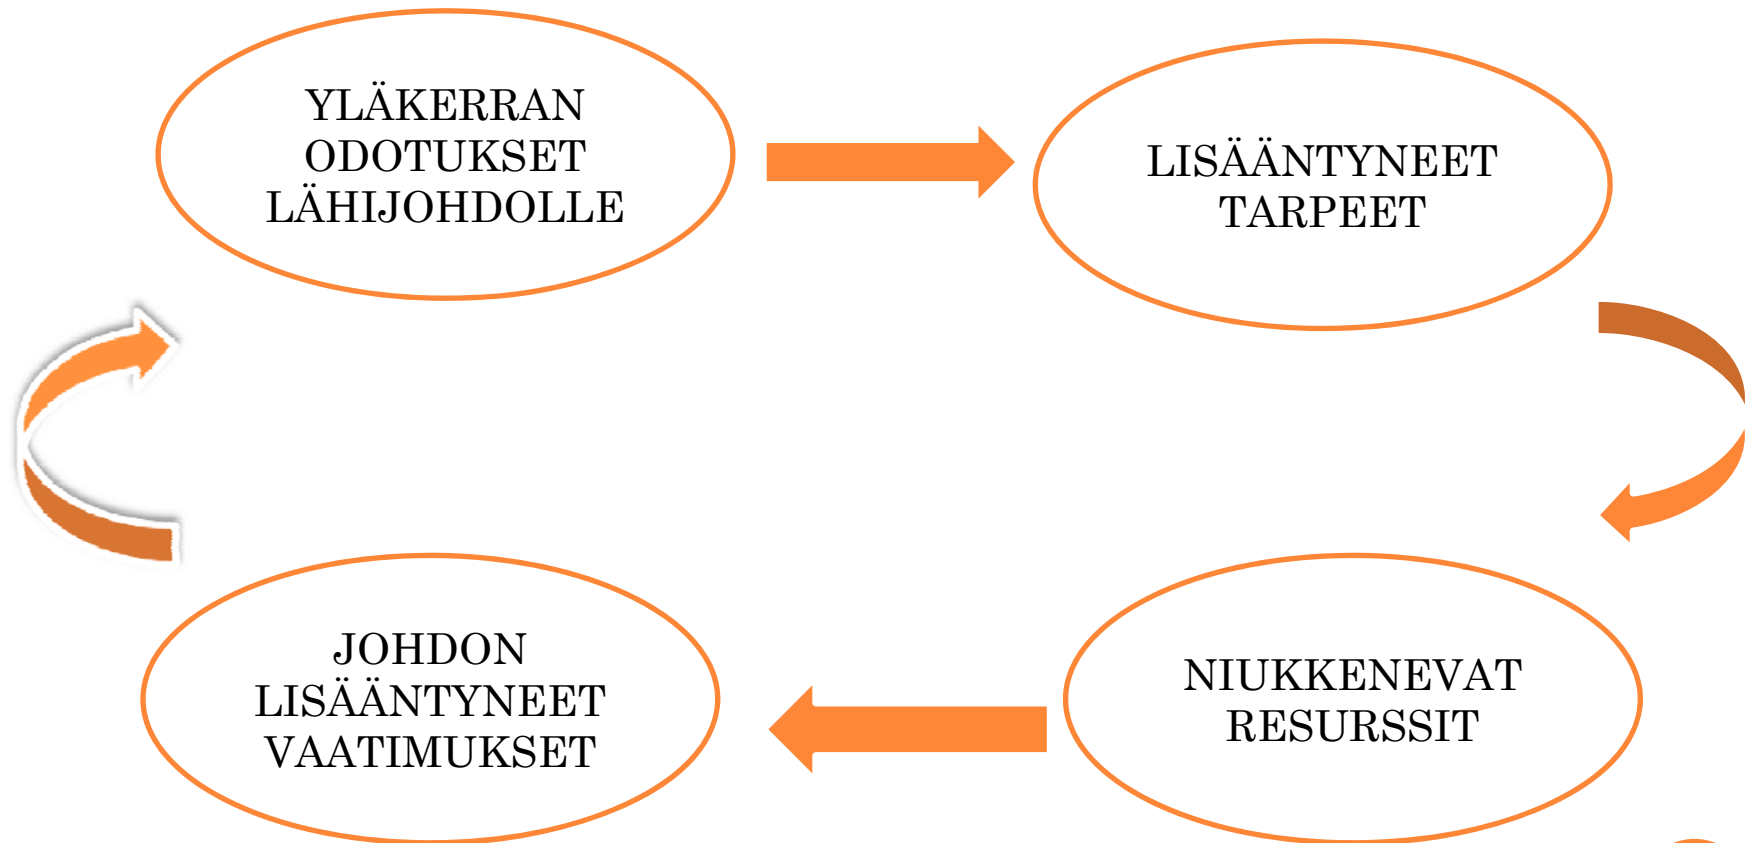 YLÄKERRAN
ODOTUKSET
LÄHIJOHDOLLE
LISÄÄNTYNEET
TARPEET
JOHDON
LISÄÄNTYNEET
VAATIMUKSET
NIUKKENEVAT
RESURSSIT